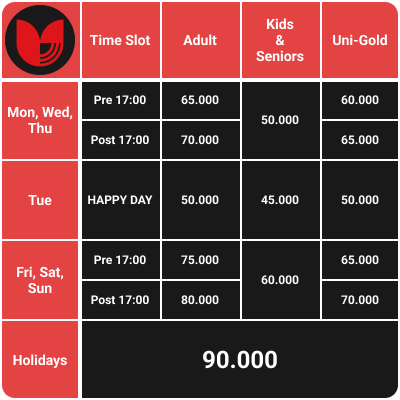 Time Slot
Adult
Kids
&
Seniors
Uni-Gold
Mon, Wed,
Thu
Pre 17:00
65.000
50.000
60.000
Post 17:00
70.000
65.000
Tue
HAPPY DAY
50.000
45.000
50.000
Fri, Sat,
Sun
Pre 17:00
75.000
60.000
65.000
Post 17:00
80.000
70.000
Holidays
90.000